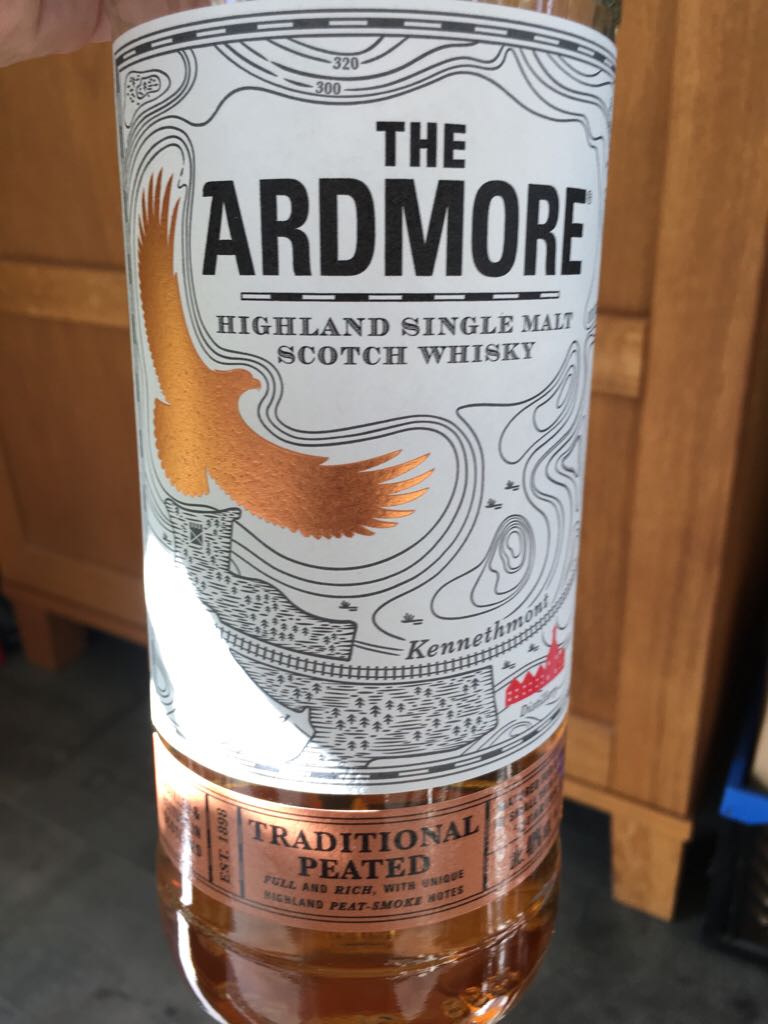 320
300
THE
ARDMORE®
HIGHLAND SINGLE MALT
SCOTCH WHISKY
Kennethmont
EST. 1898
TRADITIONAL
PEATED
FULL AND RICH, WITH UNIQUE
HIGHLAND PEAT-SMOKE NOTES